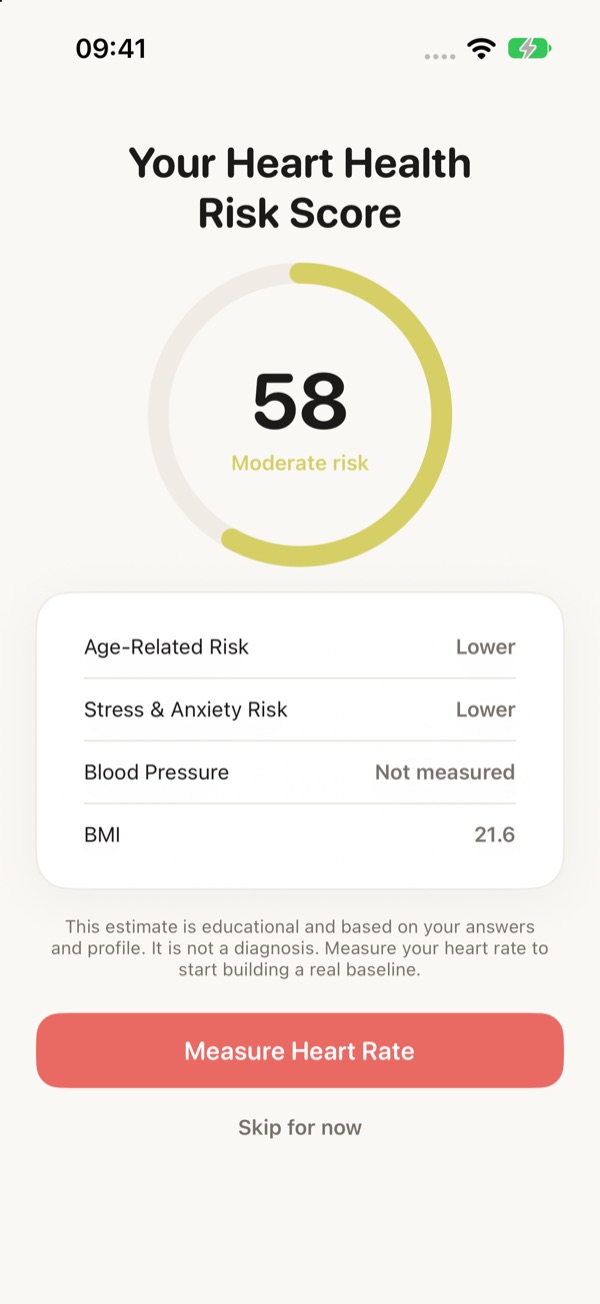 09:41
Your Heart Health
Risk Score
58
Moderate risk
Age-Related Risk Lower
Stress & Anxiety Risk Lower
Blood Pressure Not measured
BMI 21.6
This estimate is educational and based on your answers
and profile. It is not a diagnosis. Measure your heart rate to
start building a real baseline.
Measure Heart Rate
Skip for now